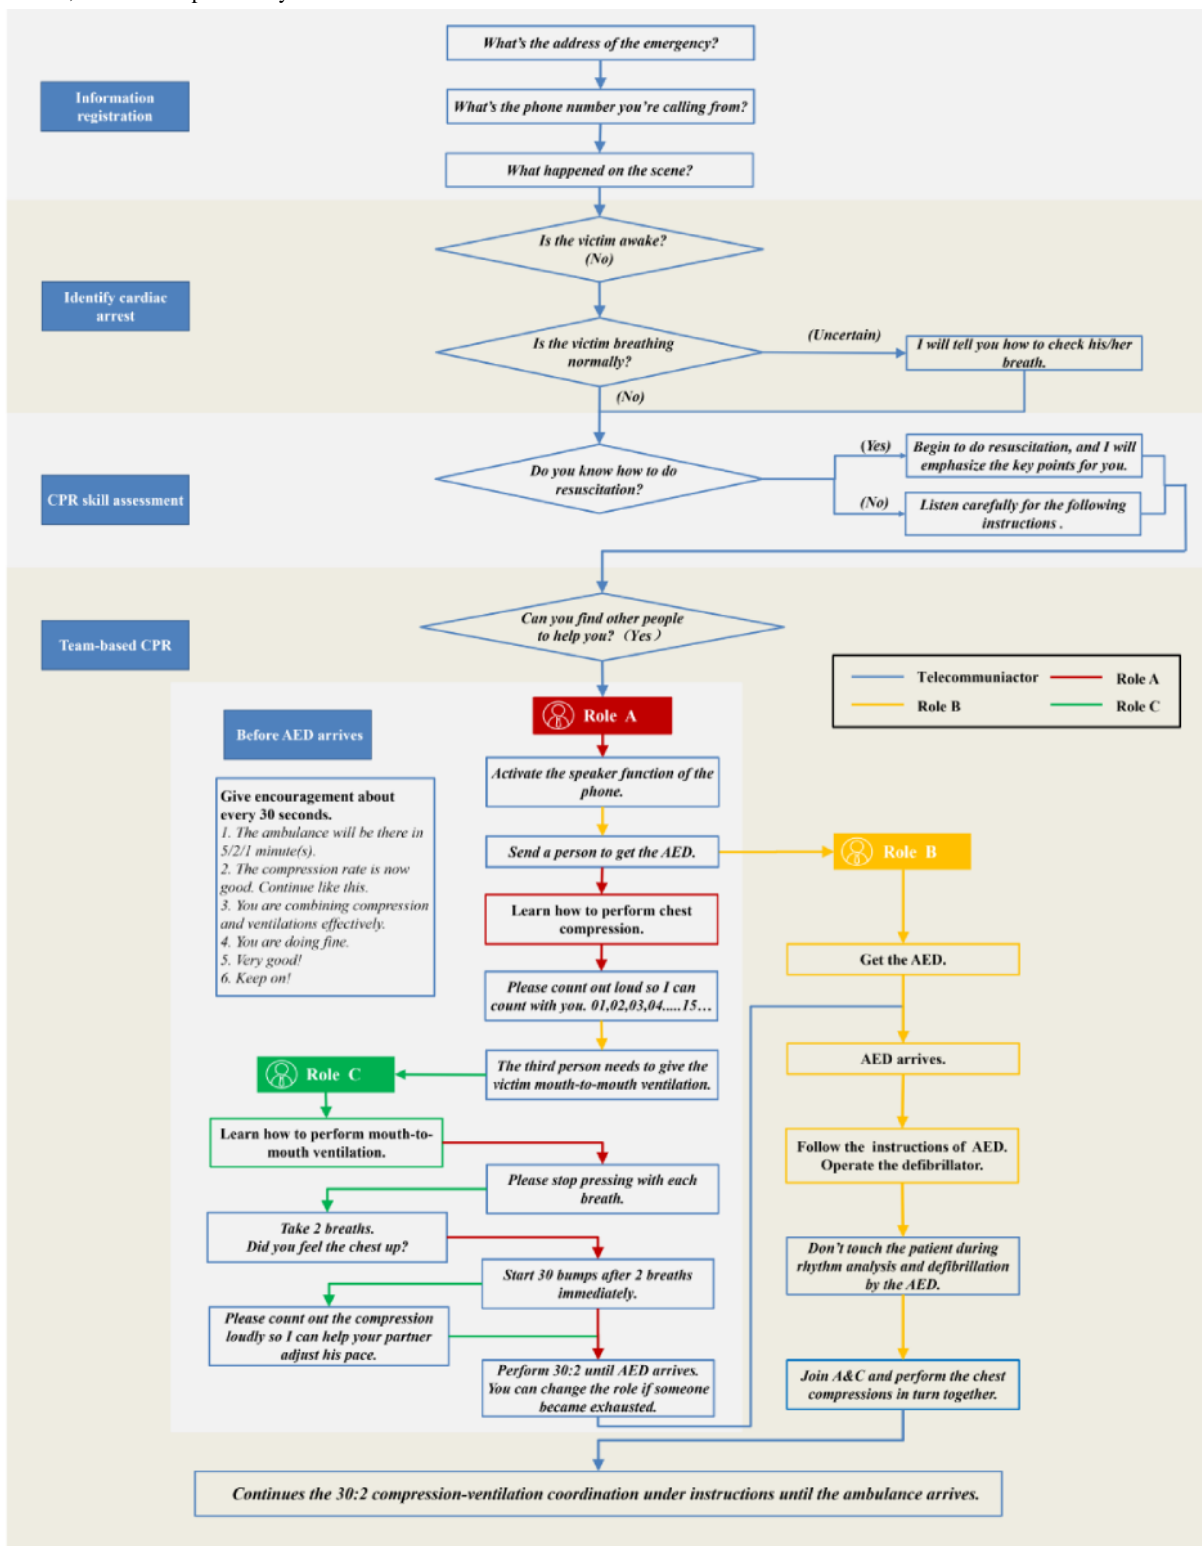 What's the address of the emergency?
Information
registration
What's the phone number you're calling from?
What happened on the scene?
Is the victim awake?
(No)
Identify cardiac
arrest
Is the victim breathing
normally?
(Uncertain)
I will tell you how to check his/her
breath.
(No)
CPR skill assessment
Do you know how to do
resuscitation?
(Yes)
Begin to do resuscitation, and I will
emphasize the key points for you.
(No)
Listen carefully for the following
instructions .
Team-based CPR
Can you find other people
to help you?（Yes）
Telecommuniactor
Role A
Role B
Role C
Before AED arrives
Role A
Give encouragement about
every 30 seconds.
1. The ambulance will be there in
5/2/1 minute(s).
2. The compression rate is now
good. Continue like this.
3. You are combining compression
and ventilations effectively.
4. You are doing fine.
5. Very good!
6. Keep on!
Activate the speaker function of the
phone.
Send a person to get the AED.
Role B
Learn how to perform chest
compression.
Get the AED.
Please count out loud so I can
count with you. 01,02,03,04.....15…
AED arrives.
The third person needs to give the
victim mouth-to-mouth ventilation.
Role C
Learn how to perform mouth-to-
mouth ventilation.
Follow the instructions of AED.
Operate the defibrillator.
Please stop pressing with each
breath.
Take 2 breaths.
Did you feel the chest up?
Don't touch the patient during
rhythm analysis and defibrillation
by the AED.
Start 30 bumps after 2 breaths
immediately.
Please count out the compression
loudly so I can help your partner
adjust his pace.
Perform 30:2 until AED arrives.
You can change the role if someone
became exhausted.
Join A&C and perform the chest
compressions in turn together.
Continues the 30:2 compression-ventilation coordination under instructions until the ambulance arrives.